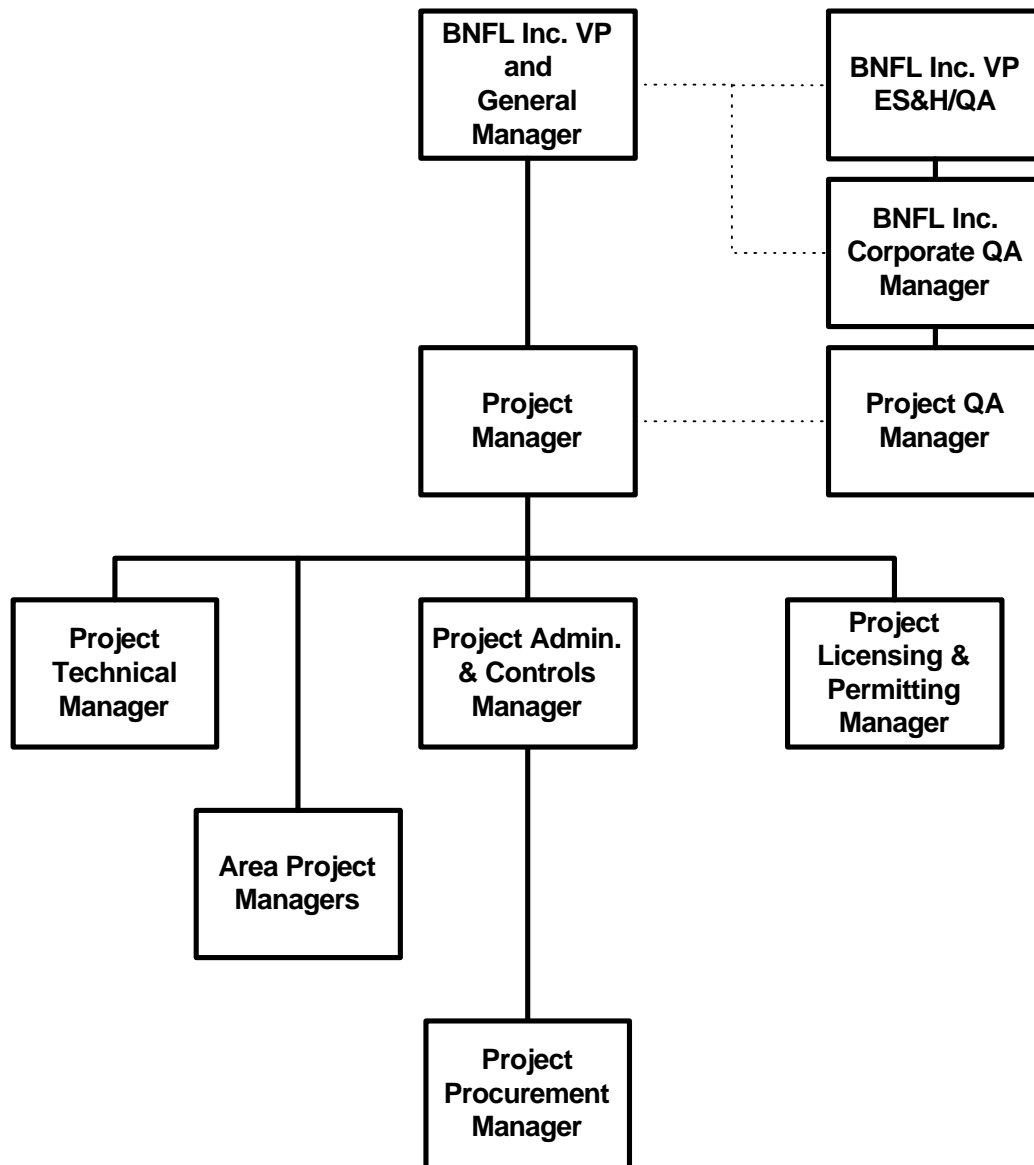 BNFL Inc. VP
and
General
Manager
BNFL Inc. VP
ES&H/QA
BNFL Inc.
Corporate QA
Manager
Project
Manager
Project QA
Manager
Project
Technical
Manager
Project Admin.
& Controls
Manager
Project
Licensing &
Permitting
Manager
Area Project
Managers
Project
Procurement
Manager